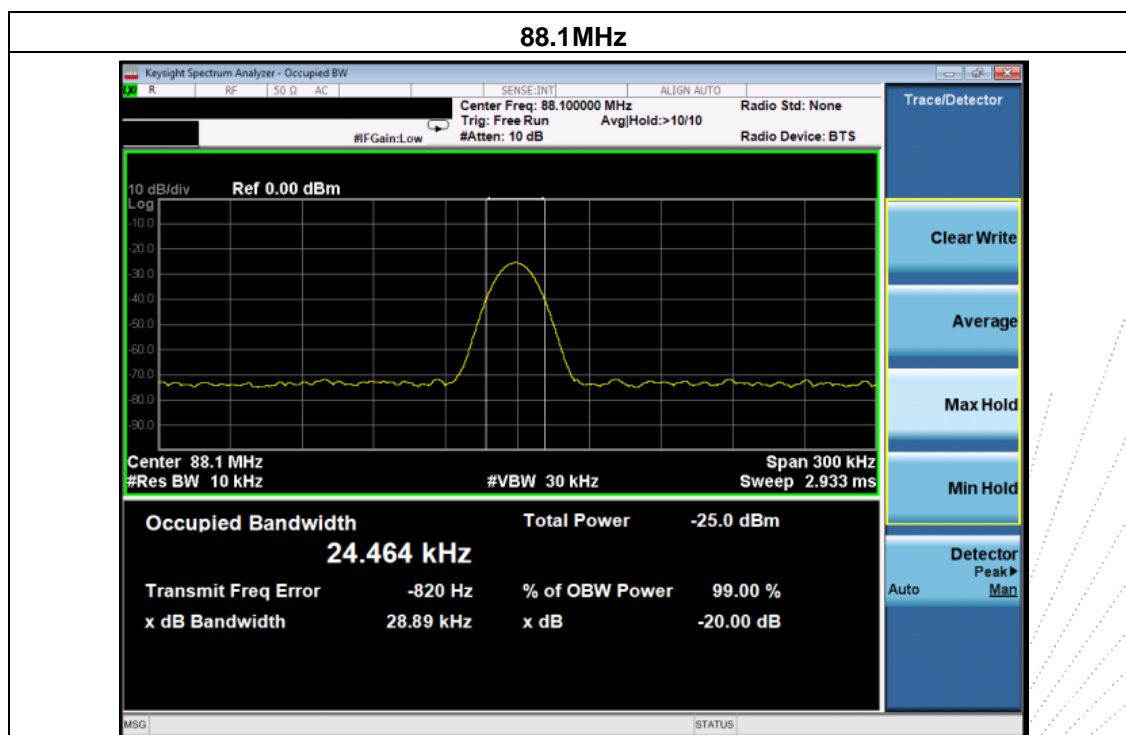 88.1MHz
Keysight Spectrum Analyzer - Occupied BW
LXI R RF 50 Ω AC SENSE:INT ALIGN AUTO
Center Freq: 88.100000 MHz Radio Std: None
Trig: Free Run Avg|Hold:>10/10
#IFGain:Low #Atten: 10 dB Radio Device: BTS
10 dB/div Ref 0.00 dBm
Log
-10.0
-20.0
-30.0
-40.0
-50.0
-60.0
-70.0
-80.0
-90.0
Center 88.1 MHz Span 300 kHz
#Res BW 10 kHz #VBW 30 kHz Sweep 2.933 ms
Occupied Bandwidth Total Power -25.0 dBm
24.464 kHz
Transmit Freq Error -820 Hz % of OBW Power 99.00 %
x dB Bandwidth 28.89 kHz x dB -20.00 dB
MSG STATUS
Trace/Detector
Clear Write
Average
Max Hold
Min Hold
Detector
Peak▶
Auto Man